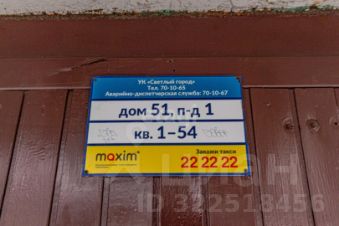 УК «Светлый город»
Тел. 70-10-65
Аварийно-диспетчерская служба: 70-10-67
дом 51, п-д 1
кв. 1-54
maxim
Закажи такси
22 22 22
ЦИАН
ID 322513456